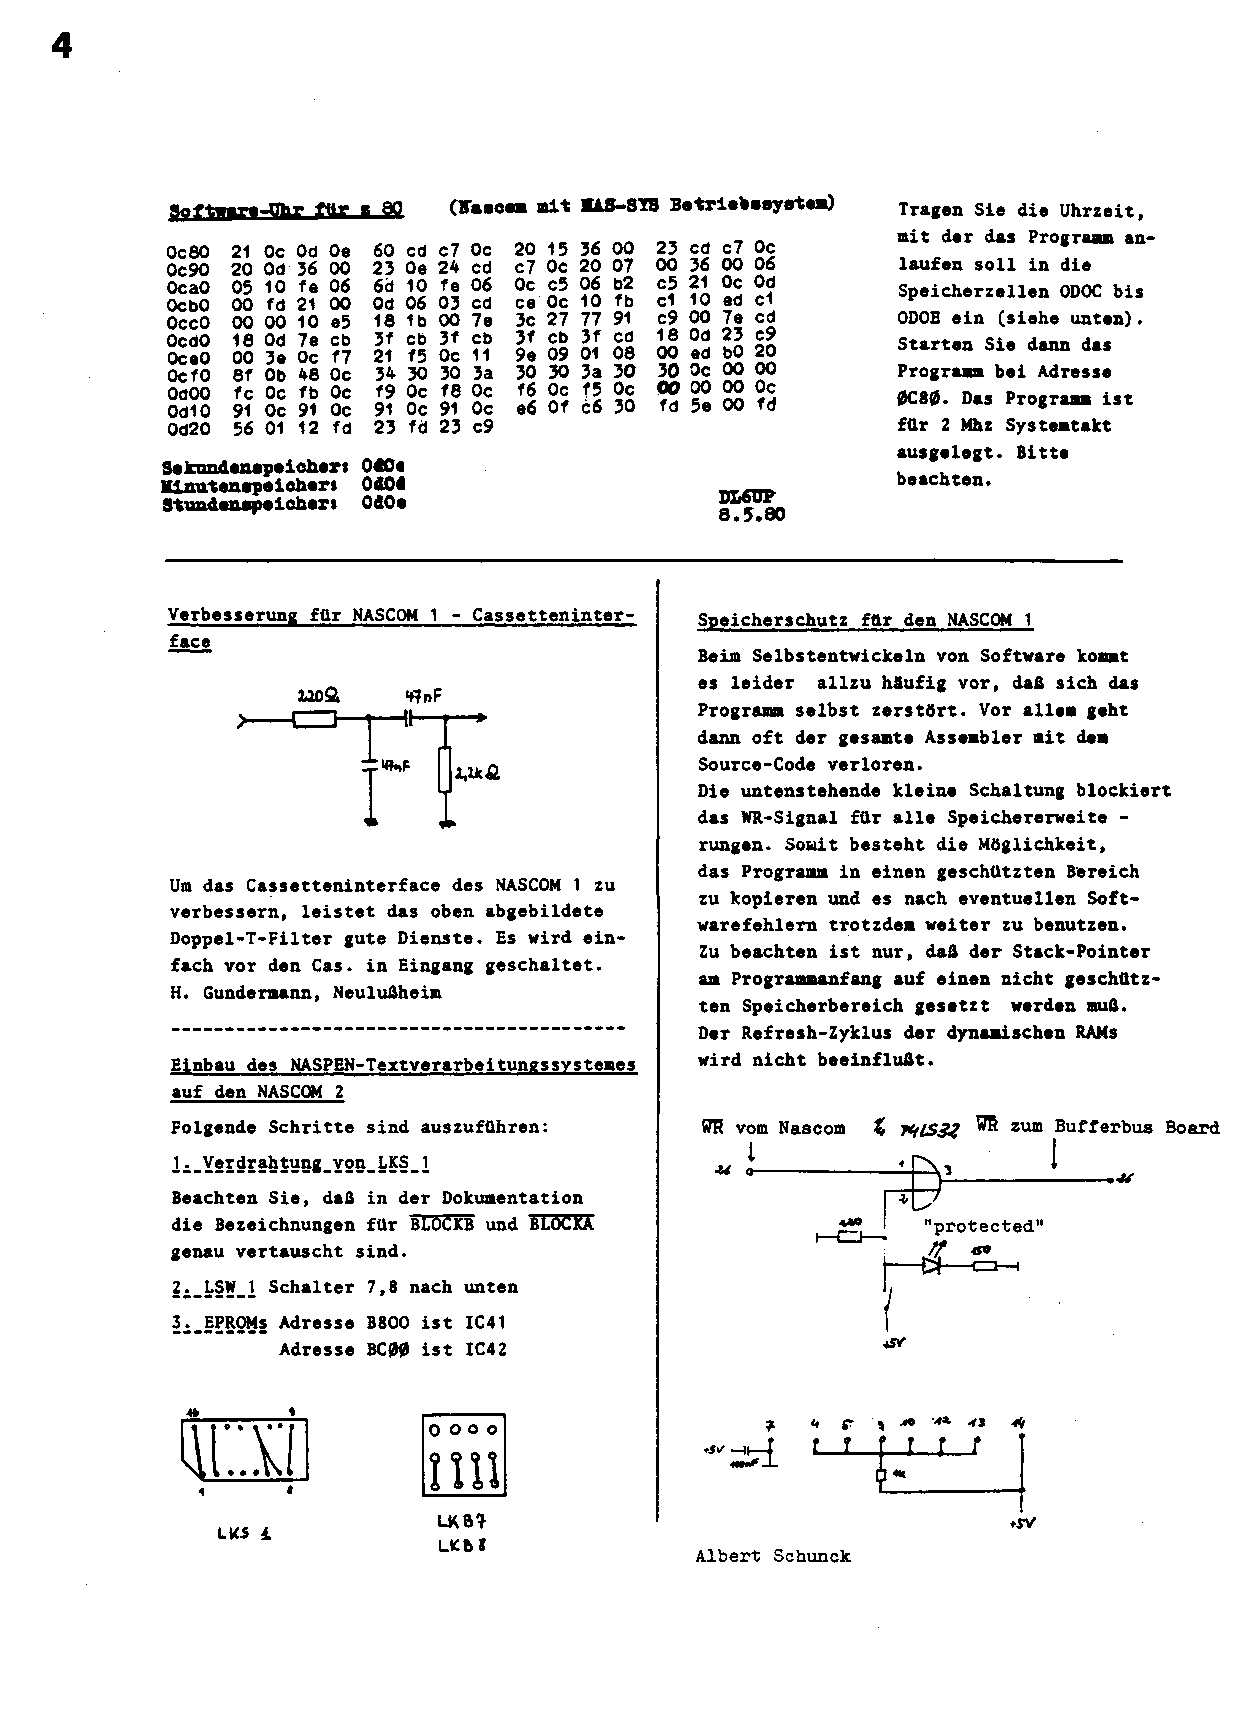 4
Software-Uhr für z 80 (Nascom mit NAS-SYS Betriebssystem)
0c80 21 0c 0d 0e 60 cd c7 0c 20 15 36 00 23 cd c7 0c
0c90 20 0d 36 00 23 0e 24 cd c7 0c 20 07 00 36 00 06
0ca0 05 10 fe 06 6d 10 fe 06 0c c5 06 b2 c5 21 0c 0d
0cb0 00 fd 21 00 0d 06 03 cd ce 0c 10 fb c1 10 ed c1
0cc0 00 00 10 e5 18 1b 00 7e 3c 27 77 91 c9 00 7e cd
0cd0 18 0d 7e cb 3f cb 3f cb 3f cb 3f cd 18 0d 23 c9
0ce0 00 3e 0c f7 21 f5 0c 11 9e 09 01 08 00 ed b0 20
0cf0 8f 0b 48 0c 34 30 30 3a 30 30 3a 30 30 0c 00 00
0d00 fc 0c fb 0c f9 0c f8 0c f6 0c f5 0c 00 00 00 0c
0d10 91 0c 91 0c 91 0c 91 0c e6 0f c6 30 fd 5e 00 fd
0d20 56 01 12 fd 23 fd 23 c9
Sekundenspeicher:
Minutenspeicher: 0d0d
Stundenspeicher: 0d0e
DL6UP
8.5.80
Tragen Sie die Uhrzeit,
mit der das Programm an-
laufen soll in die
Speicherzellen ODOC bis
ODOE ein (siehe unten).
Starten Sie dann das
Programm bei Adresse
ØC8Ø. Das Programm ist
für 2 Mhz Systemtakt
ausgelegt. Bitte
beachten.
Verbesserung für NASCOM 1 - Cassetteninter-
face
220Ω 47nF
47nF 2,2kΩ
Um das Cassetteninterface des NASCOM 1 zu
verbessern, leistet das oben abgebildete
Doppel-T-Filter gute Dienste. Es wird ein-
fach vor den Cas. in Eingang geschaltet.
H. Gundermann, Neulußheim
Einbau des NASPEN-Textverarbeitungssystemes
auf den NASCOM 2
Folgende Schritte sind auszuführen:
1. Verdrahtung von LKS 1
Beachten Sie, daß in der Dokumentation
die Bezeichnungen für BLOCKB und BLOCKA
genau vertauscht sind.
2. LSW 1 Schalter 7,8 nach unten
3. EPROMs Adresse B800 ist IC41
Adresse BCØØ ist IC42
16 9
1 8
LKS 1
LKB7
LKB8
Speicherschutz für den NASCOM 1
Beim Selbstentwickeln von Software kommt
es leider allzu häufig vor, daß sich das
Programm selbst zerstört. Vor allem geht
dann oft der gesamte Assembler mit dem
Source-Code verloren.
Die untenstehende kleine Schaltung blockiert
das WR-Signal für alle Speichererweite -
rungen. Somit besteht die Möglichkeit,
das Programm in einen geschützten Bereich
zu kopieren und es nach eventuellen Soft-
warefehlern trotzdem weiter zu benutzen.
Zu beachten ist nur, daß der Stack-Pointer
am Programmanfang auf einen nicht geschütz-
ten Speicherbereich gesetzt werden muß.
Der Refresh-Zyklus der dynamischen RAMs
wird nicht beeinflußt.
WR vom Nascom ¼ 74LS32 WR zum Bufferbus Board
26 1 3 26
2
220 "protected"
150
+5V
7 4 5 9 10 12 13 14
+5V
100nF 1K
+5V
Albert Schunck